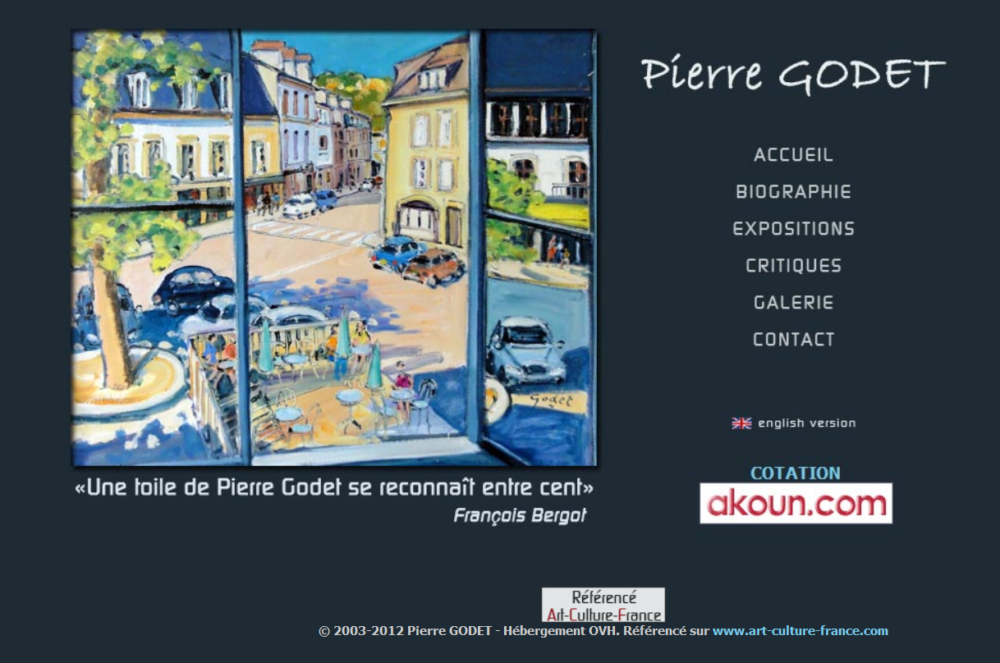 Pierre GODET
ACCUEIL
BIOGRAPHIE
EXPOSITIONS
CRITIQUES
GALERIE
CONTACT
english version
COTATION
akoun.com
Godet
«Une toile de Pierre Godet se reconnaît entre cent»
François Bergot
Référencé
Art-Culture-France
© 2003-2012 Pierre GODET - Hébergement OVH. Référencé sur www.art-culture-france.com